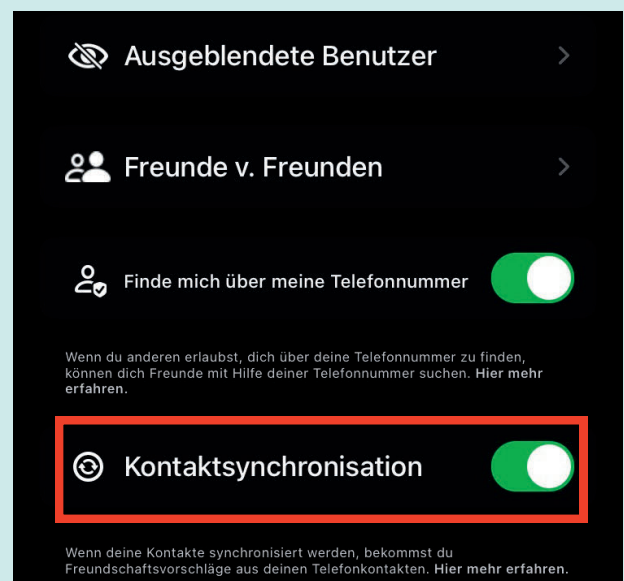 Ausgeblendete Benutzer
Freunde v. Freunden
Finde mich über meine Telefonnummer
Wenn du anderen erlaubst, dich über deine Telefonnummer zu finden,
können dich Freunde mit Hilfe deiner Telefonnummer suchen. Hier mehr
erfahren.
Kontaktsynchronisation
Wenn deine Kontakte synchronisiert werden, bekommst du
Freundschaftsvorschläge aus deinen Telefonkontakten. Hier mehr erfahren.